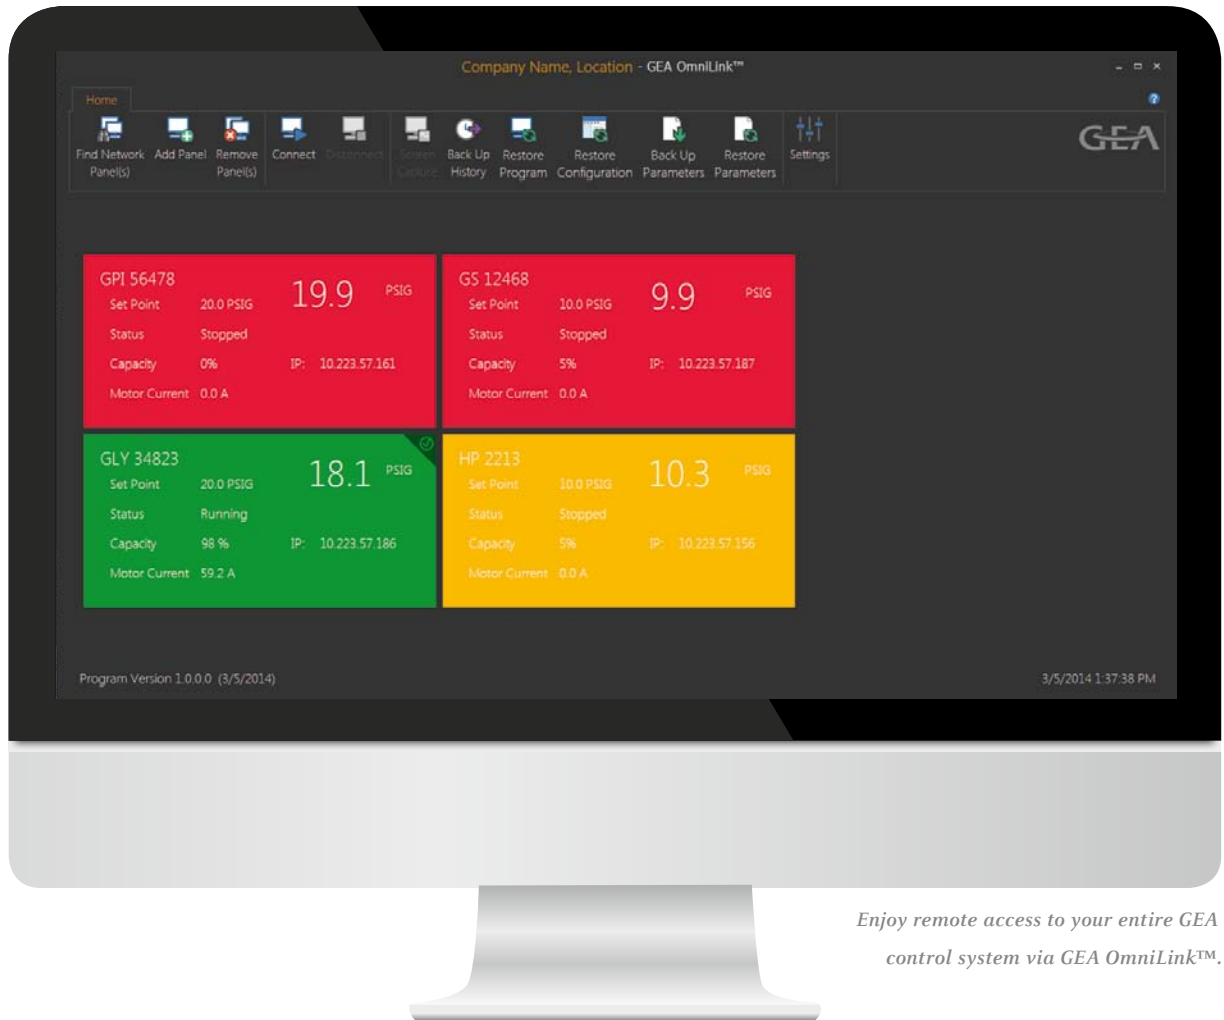 Company Name, Location - GEA OmniLink™
Home
GEA
Find Network Panel(s)
Add Panel
Remove Panel(s)
Connect
Disconnect
Screen Capture
Back Up History
Restore Program
Restore Configuration
Back Up Parameters
Restore Parameters
Settings
GPI 56478
19.9 PSIG
Set Point 20.0 PSIG
Status Stopped
Capacity 0% IP: 10.223.57.161
Motor Current 0.0 A
GS 12468
9.9 PSIG
Set Point 10.0 PSIG
Status Stopped
Capacity 5% IP: 10.223.57.187
Motor Current 0.0 A
GLY 34823
18.1 PSIG
Set Point 20.0 PSIG
Status Running
Capacity 98 % IP: 10.223.57.186
Motor Current 59.2 A
HP 2213
10.3 PSIG
Set Point 10.0 PSIG
Status Stopped
Capacity 5% IP: 10.223.57.156
Motor Current 0.0 A
Program Version 1.0.0.0 (3/5/2014)
3/5/2014 1:37:38 PM
Enjoy remote access to your entire GEA
control system via GEA OmniLink™.